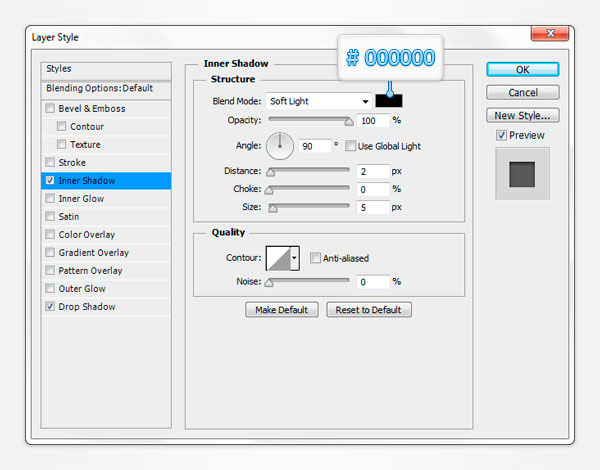 Layer Style
Styles
Blending Options:Default
Bevel & Emboss
Contour
Texture
Stroke
Inner Shadow
Inner Glow
Satin
Color Overlay
Gradient Overlay
Pattern Overlay
Outer Glow
Drop Shadow
Inner Shadow
Structure
# 000000
Blend Mode: Soft Light
Opacity: 100 %
Angle: 90 ° Use Global Light
Distance: 2 px
Choke: 0 %
Size: 5 px
Quality
Contour: Anti-aliased
Noise: 0 %
Make Default Reset to Default
OK
Cancel
New Style...
Preview